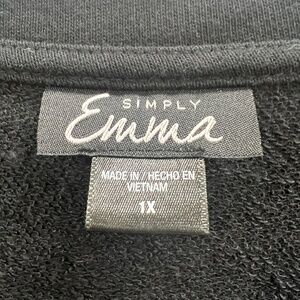 SIMPLY
Emma
MADE IN / HECHO EN
VIETNAM
1X